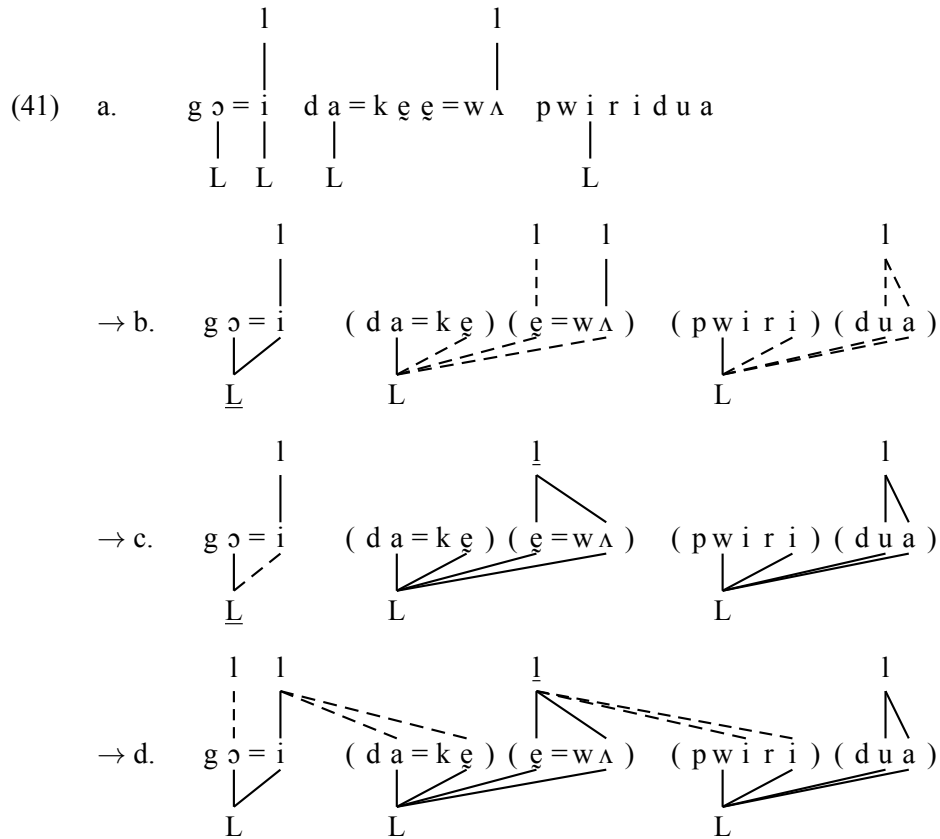 l l
(41) a. g ɔ = i d a = k ḛ ḛ = w ʌ p w i r i d u a
L L L L
l l l l
→ b. g ɔ = i ( d a = k ḛ ) ( ḛ = w ʌ ) ( p w i r i ) ( d u a )
L L L
l l l
→ c. g ɔ = i ( d a = k ḛ ) ( ḛ = w ʌ ) ( p w i r i ) ( d u a )
L L L
l l l l
→ d. g ɔ = i ( d a = k ḛ ) ( ḛ = w ʌ ) ( p w i r i ) ( d u a )
L L L